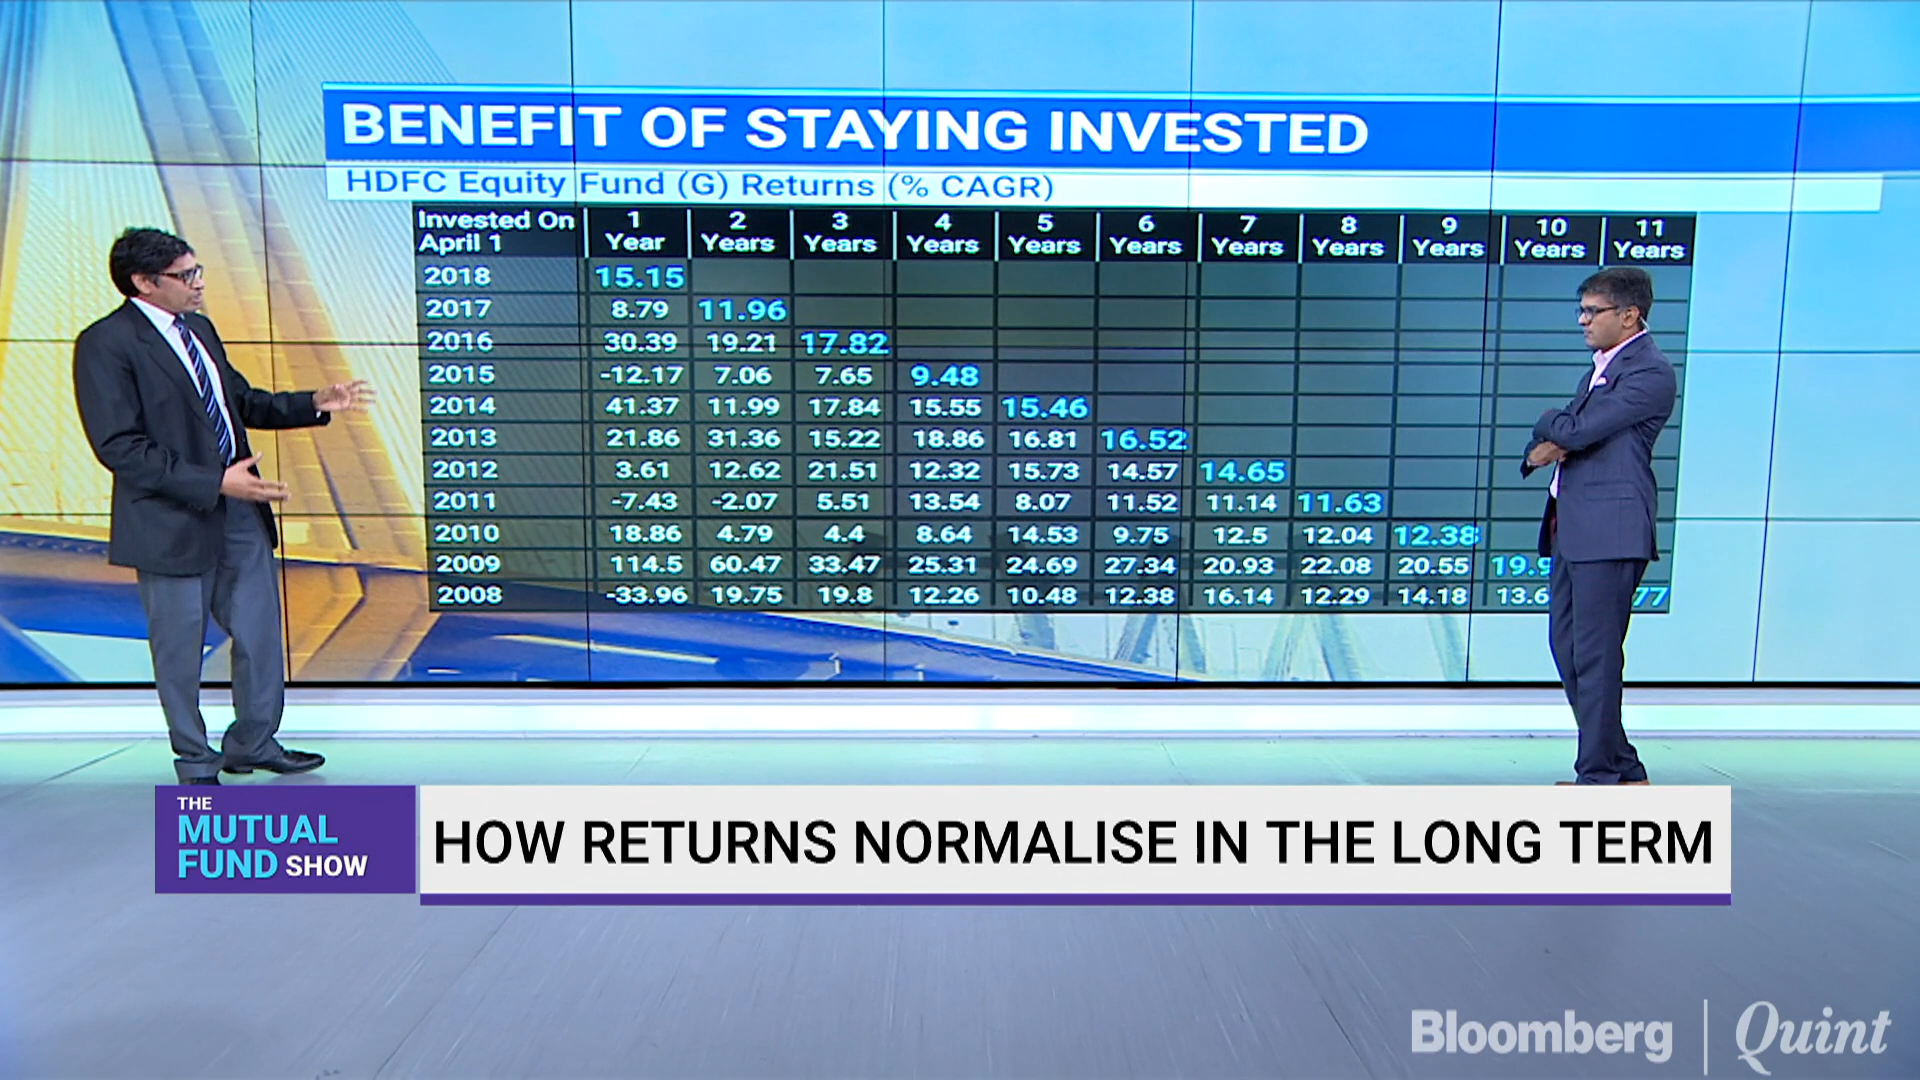 BENEFIT OF STAYING INVESTED
HDFC Equity Fund (G) Returns (% CAGR)
Invested On April 1 1 Year 2 Years 3 Years 4 Years 5 Years 6 Years 7 Years 8 Years 9 Years 10 Years 11 Years
2018 15.15
2017 8.79 11.96
2016 30.39 19.21 17.82
2015 -12.17 7.06 7.65 9.48
2014 41.37 11.99 17.84 15.55 15.46
2013 21.86 31.36 15.22 18.86 16.81 16.52
2012 3.61 12.62 21.51 12.32 15.73 14.57 14.65
2011 -7.43 -2.07 5.51 13.54 8.07 11.52 11.14 11.63
2010 18.86 4.79 4.4 8.64 14.53 9.75 12.5 12.04 12.38
2009 114.5 60.47 33.47 25.31 24.69 27.34 20.93 22.08 20.55
2008 -33.96 19.75 19.8 12.26 10.48 12.38 16.14 12.29 14.18
THE
MUTUAL
FUND SHOW
HOW RETURNS NORMALISE IN THE LONG TERM
Bloomberg | Quint